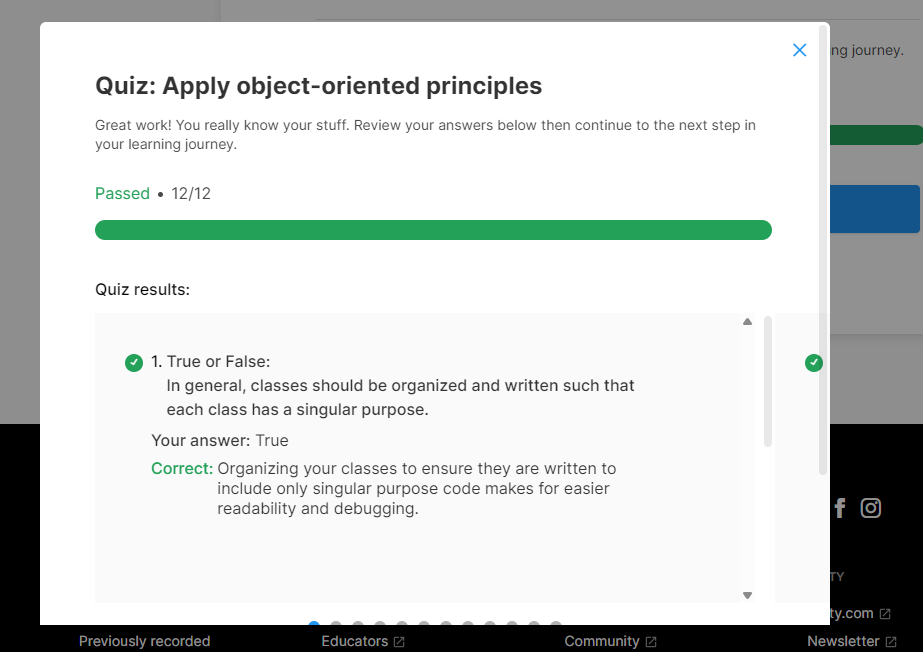 ng journey.
Quiz: Apply object-oriented principles
Great work! You really know your stuff. Review your answers below then continue to the next step in
your learning journey.
Passed • 12/12
Quiz results:
1. True or False:
In general, classes should be organized and written such that
each class has a singular purpose.
Your answer: True
Correct: Organizing your classes to ensure they are written to
include only singular purpose code makes for easier
readability and debugging.
TY
ty.com
Previously recorded
Educators
Community
Newsletter